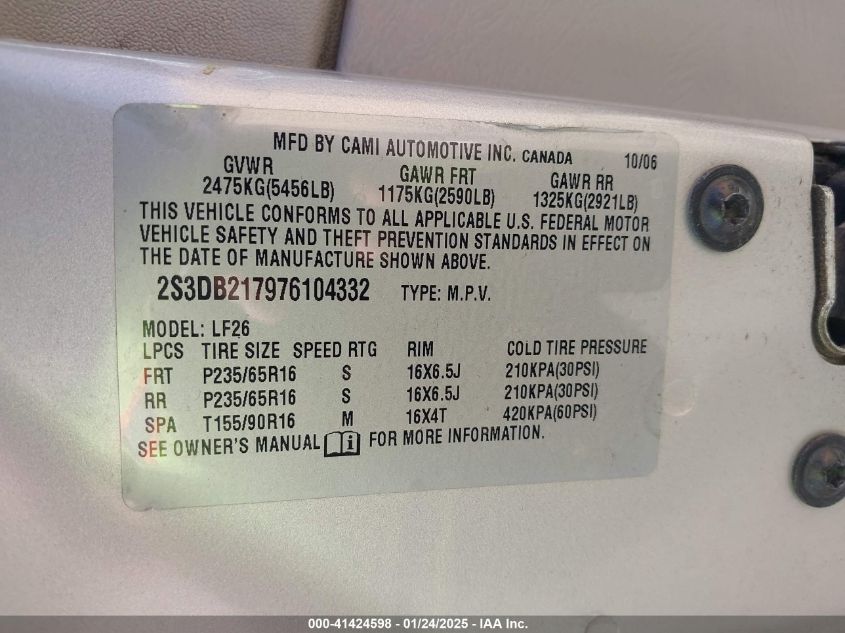 MFD BY CAMI AUTOMOTIVE INC. CANADA 10/06
GVWR GAWR FRT GAWR RR
2475KG(5456LB) 1175KG(2590LB) 1325KG(2921LB)
THIS VEHICLE CONFORMS TO ALL APPLICABLE U.S. FEDERAL MOTOR
VEHICLE SAFETY AND THEFT PREVENTION STANDARDS IN EFFECT ON
THE DATE OF MANUFACTURE SHOWN ABOVE.
2S3DB217976104332 TYPE: M.P.V.
MODEL: LF26
LPCS TIRE SIZE SPEED RTG RIM COLD TIRE PRESSURE
FRT P235/65R16 S 16X6.5J 210KPA(30PSI)
RR P235/65R16 S 16X6.5J 210KPA(30PSI)
SPA T155/90R16 M 16X4T 420KPA(60PSI)
SEE OWNER'S MANUAL i FOR MORE INFORMATION.
000-41424598 - 01/24/2025 - © IAA Inc.